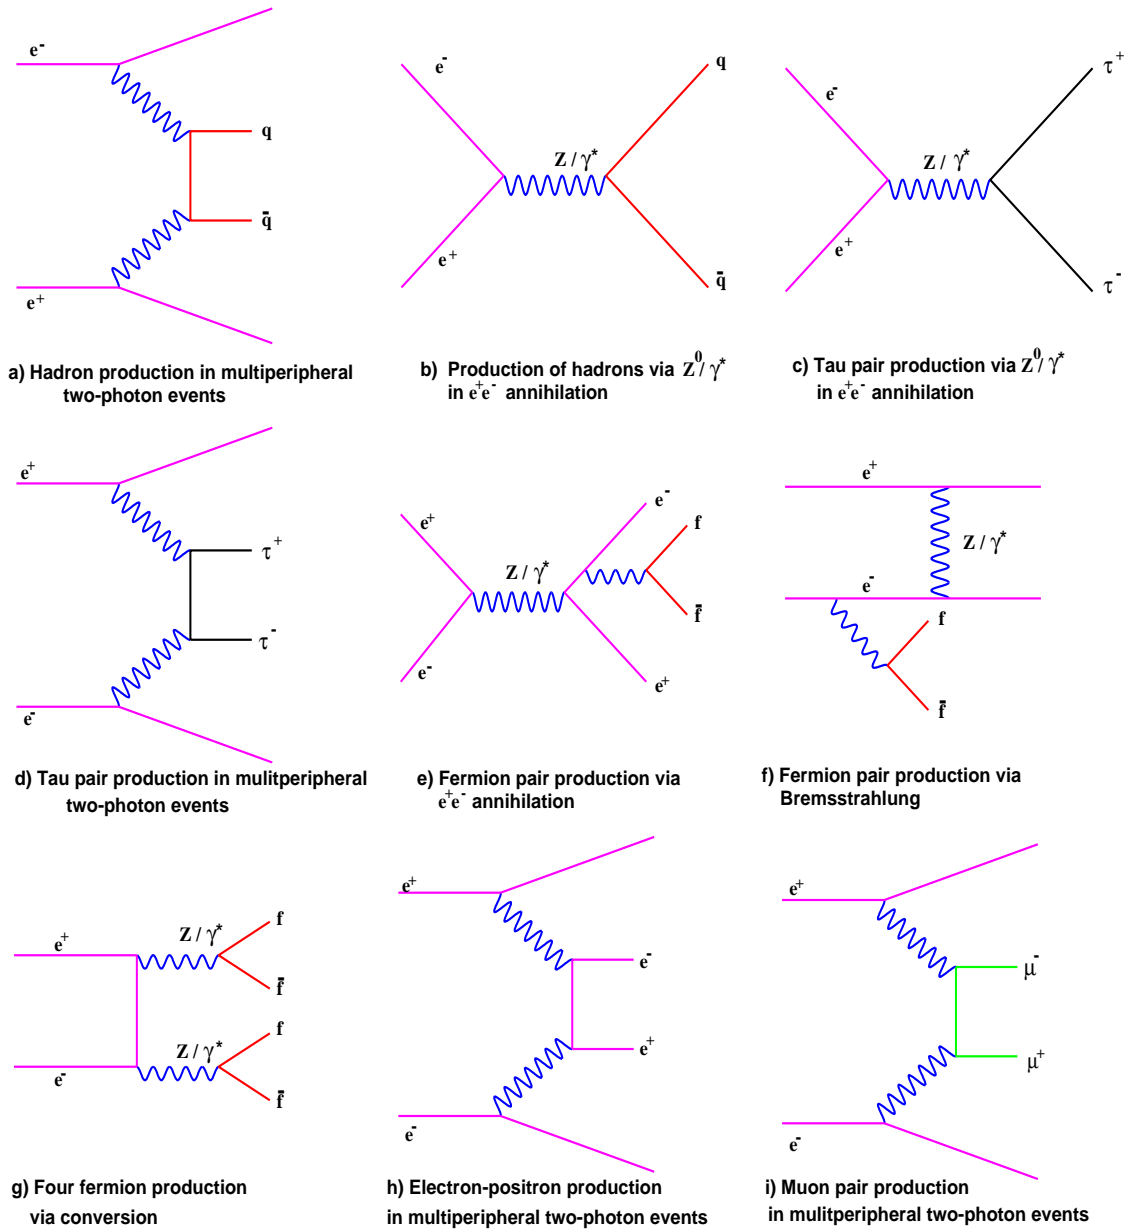 e-
q
q̄
e+
a) Hadron production in multiperipheral
two-photon events
e-
q
Z / γ*
e+
q̄
b) Production of hadrons via Z0/ γ*
in e+e- annihilation
τ+
e-
Z / γ*
e+
τ-
c) Tau pair production via Z0/ γ*
in e+e- annihilation
e+
τ+
τ-
e-
d) Tau pair production in mulitperipheral
two-photon events
e-
e+
f
Z / γ*
f̄
e-
e+
e) Fermion pair production via
e+e- annihilation
e+
Z / γ*
e-
f
f̄
f) Fermion pair production via
Bremsstrahlung
f
e+
Z / γ*
f̄
f
Z / γ*
e-
f̄
g) Four fermion production
via conversion
e+
e-
e+
e-
h) Electron-positron production
in multiperipheral two-photon events
e+
μ-
μ+
e-
i) Muon pair production
in mulitperipheral two-photon events